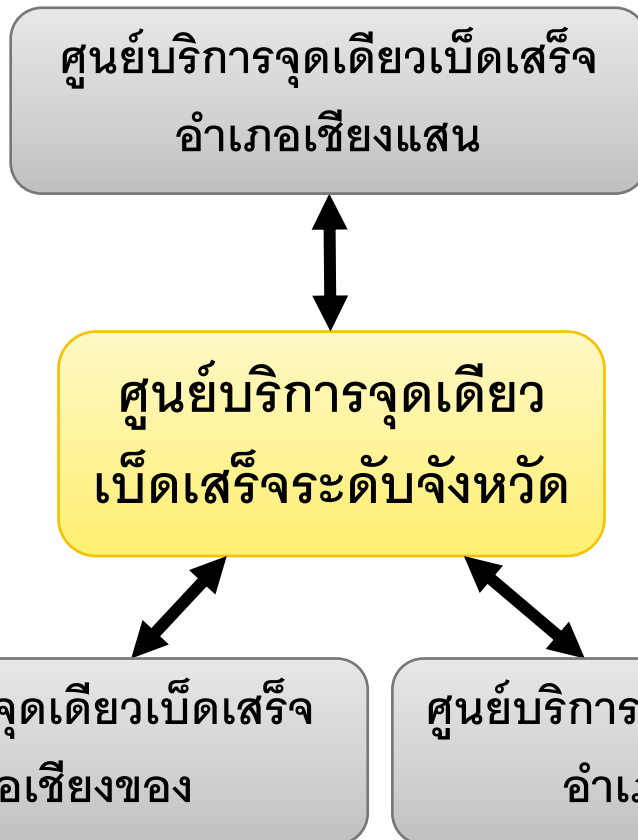 ศูนย์บริการจุดเดียวเบ็ดเสร็จ
อำเภอเชียงแสน
ศูนย์บริการจุดเดียว
เบ็ดเสร็จระดับจังหวัด
จุดเดียวเบ็ดเสร็จ
อเชียงของ
ศูนย์บริการ
อำเภ